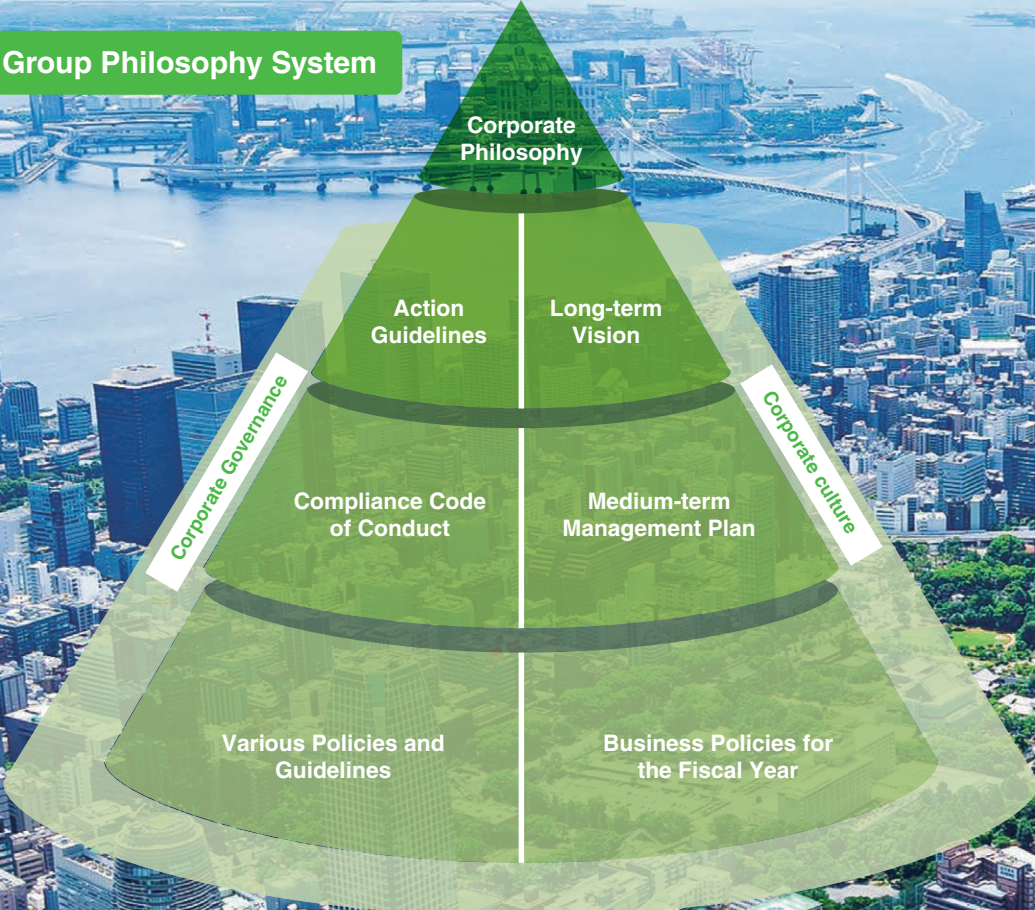 Group Philosophy System
Corporate
Philosophy
Action
Guidelines
Long-term
Vision
Corporate Governance
Corporate culture
Compliance Code
of Conduct
Medium-term
Management Plan
Various Policies and
Guidelines
Business Policies for
the Fiscal Year